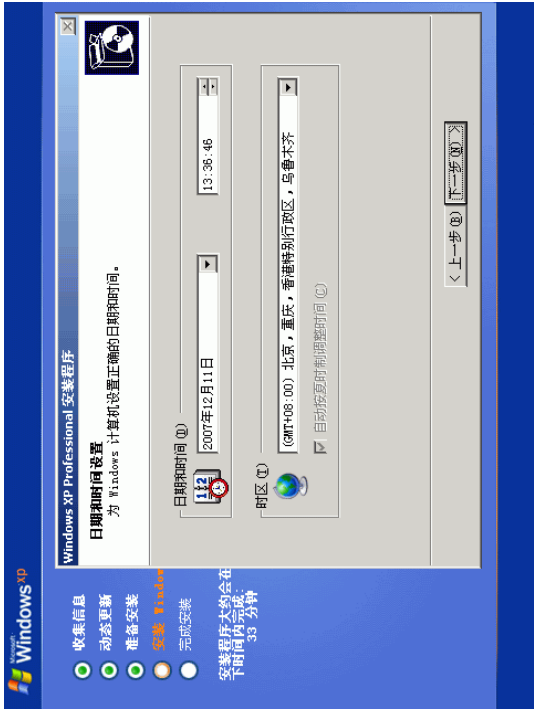 Microsoft
Windows xp
收集信息
动态更新
准备安装
安装 Window
完成安装
安装程序大约会在
下时间内完成:
33 分钟
Windows XP Professional 安装程序
日期和时间设置
为 Windows 计算机设置正确的日期和时间。
日期和时间(D)
2007年12月11日
13:36:46
时区(T)
(GMT+08:00) 北京，重庆，香港特别行政区，乌鲁木齐
自动按夏时制调整时间(C)
< 上一步(B)
下一步(N) >